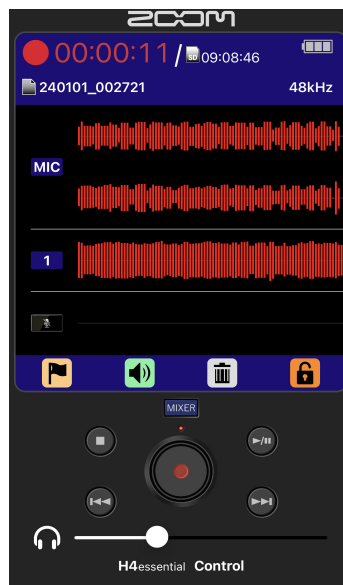 ZOOM
00:00:11/SD 09:08:46
240101_002721 48kHz
MIC
1
MIXER
H4essential Control